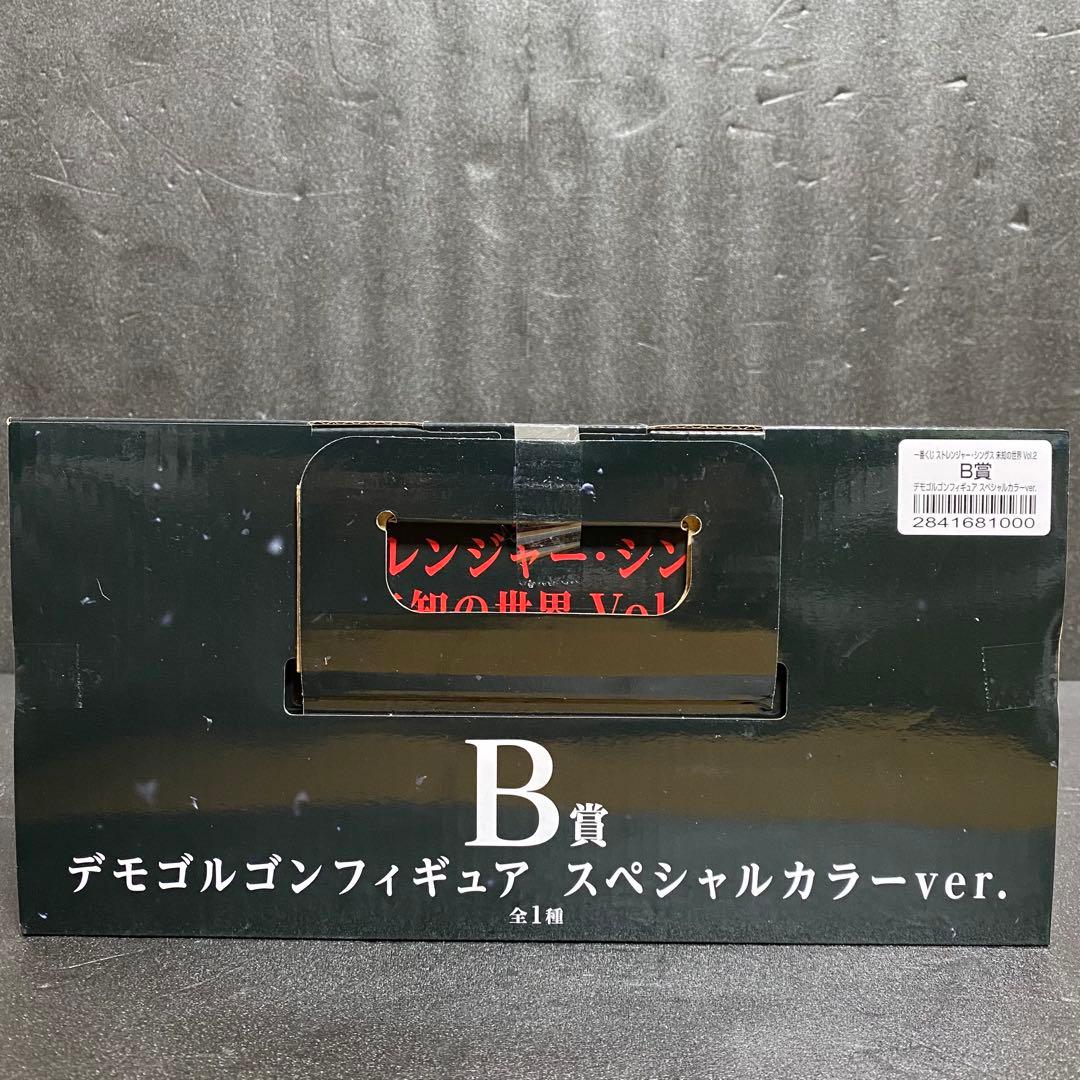 一番くじ ストレンジャー・シングス 未知の世界 Vol.2
B賞
デモゴルゴンフィギュア スペシャルカラーver.
2841681000
レンジャー・シン
知の世界 Vol
B賞
デモゴルゴンフィギュア スペシャルカラーver.
全1種